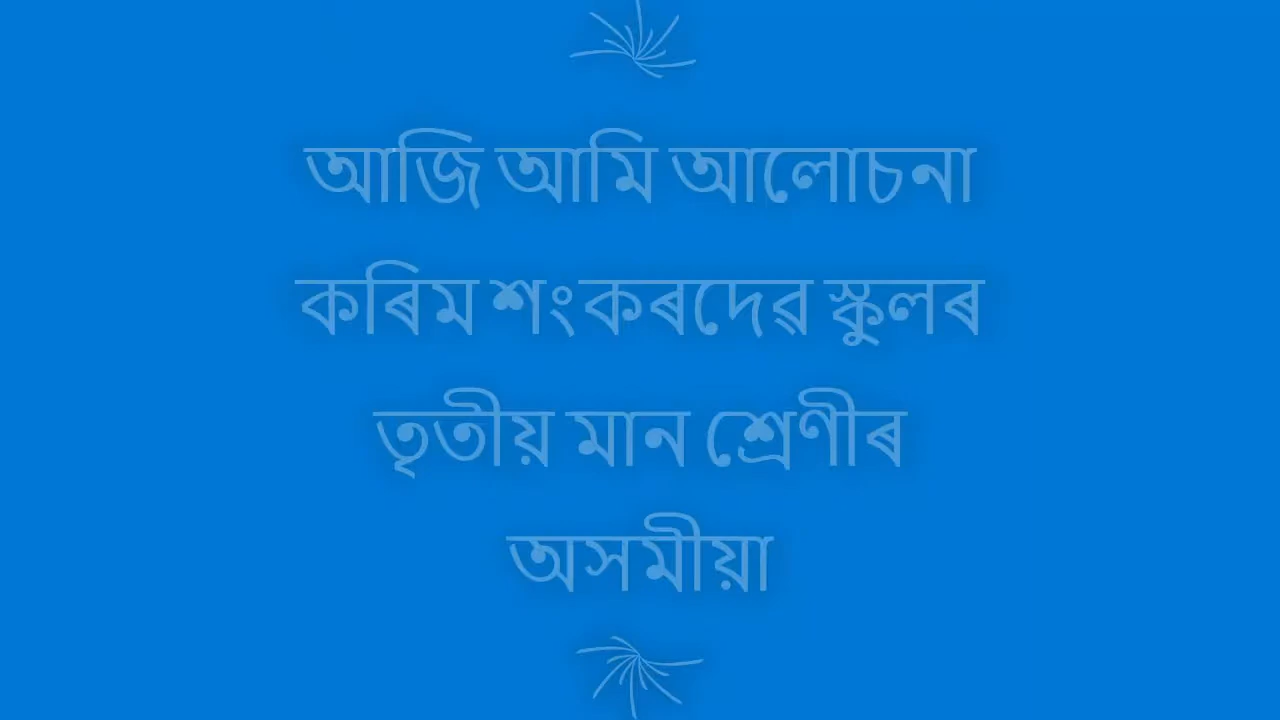 আজি আমি আলোচনা
কৰিম শংকৰদেৱ স্কুলৰ
তৃতীয় মান শ্ৰেণীৰ
অসমীয়া